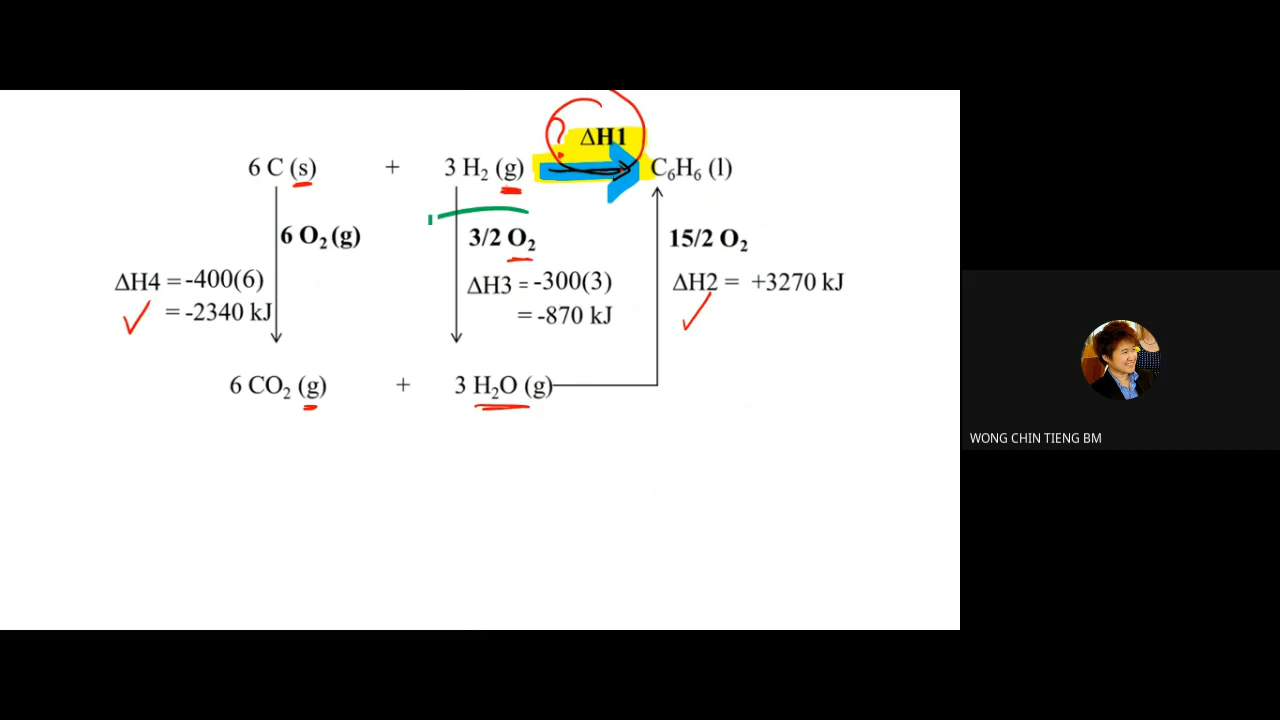 ΔH1
6 C (s) + 3 H₂ (g) C₆H₆ (l)
6 O₂ (g) 3/2 O₂ 15/2 O₂
ΔH4 = -400(6) ΔH3 = -300(3) ΔH2 = +3270 kJ
= -2340 kJ = -870 kJ
6 CO₂ (g) + 3 H₂O (g)
WONG CHIN TIENG BM